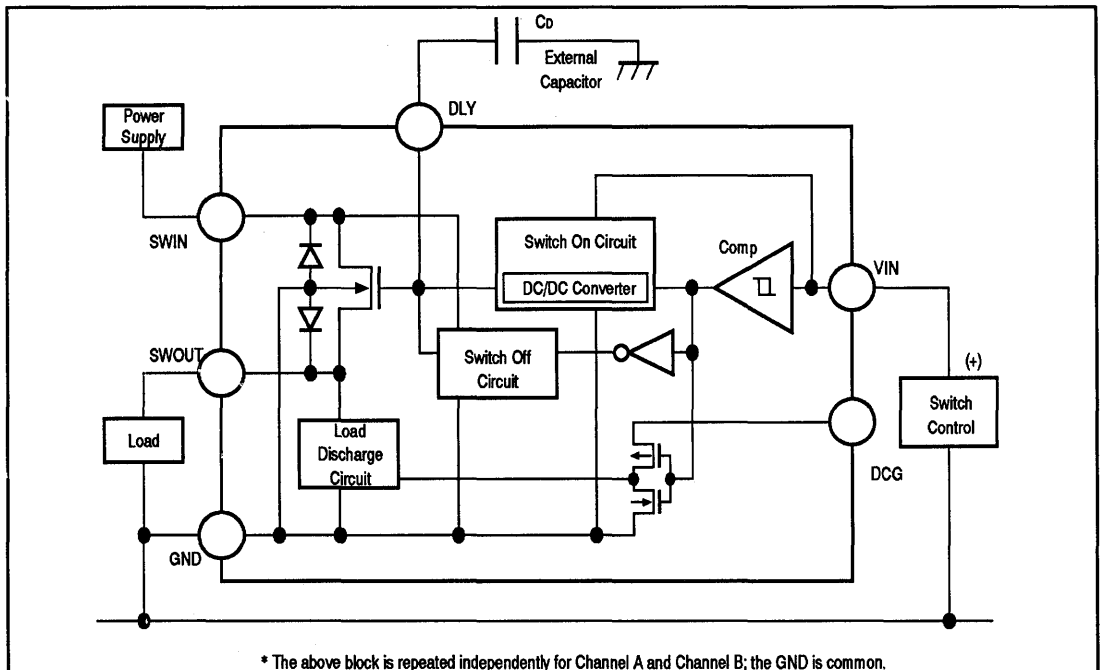 CD
External
Capacitor
DLY
Power
Supply
SWIN
Switch On Circuit
DC/DC Converter
Comp
VIN
SWOUT
Switch Off
Circuit
(+)
Switch
Control
Load
Load
Discharge
Circuit
DCG
GND
* The above block is repeated independently for Channel A and Channel B; the GND is common.